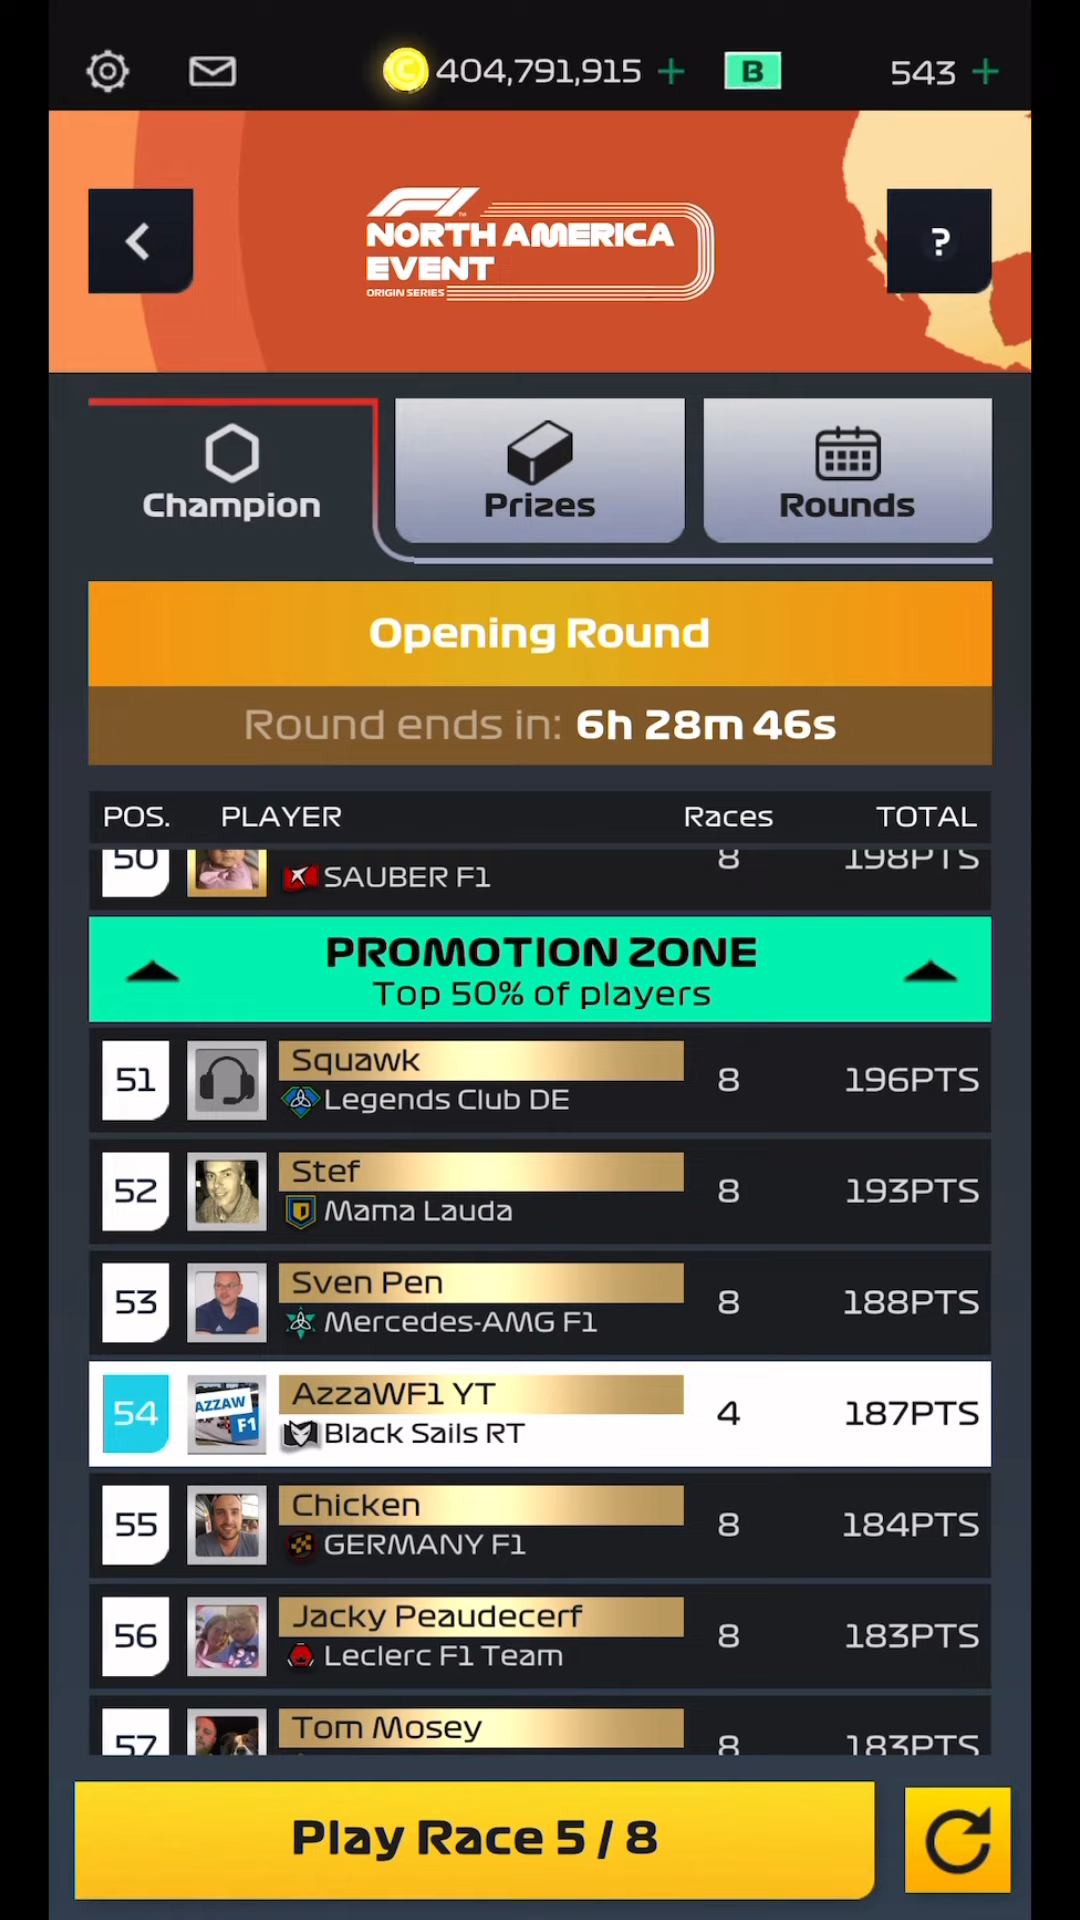 404,791,915 +
B
543 +
F1
NORTH AMERICA
EVENT
ORIGIN SERIES
?
Champion
Prizes
Rounds
Opening Round
Round ends in: 6h 28m 46s
POS. PLAYER Races TOTAL
50 8 198PTS
SAUBER F1
PROMOTION ZONE
Top 50% of players
51 Squawk 8 196PTS
Legends Club DE
52 Stef 8 193PTS
Mama Lauda
53 Sven Pen 8 188PTS
Mercedes-AMG F1
54 AZZAW F1 AzzaWF1 YT 4 187PTS
Black Sails RT
55 Chicken 8 184PTS
GERMANY F1
56 Jacky Peaudecerf 8 183PTS
Leclerc F1 Team
57 Tom Mosey 8 183PTS
Play Race 5 / 8